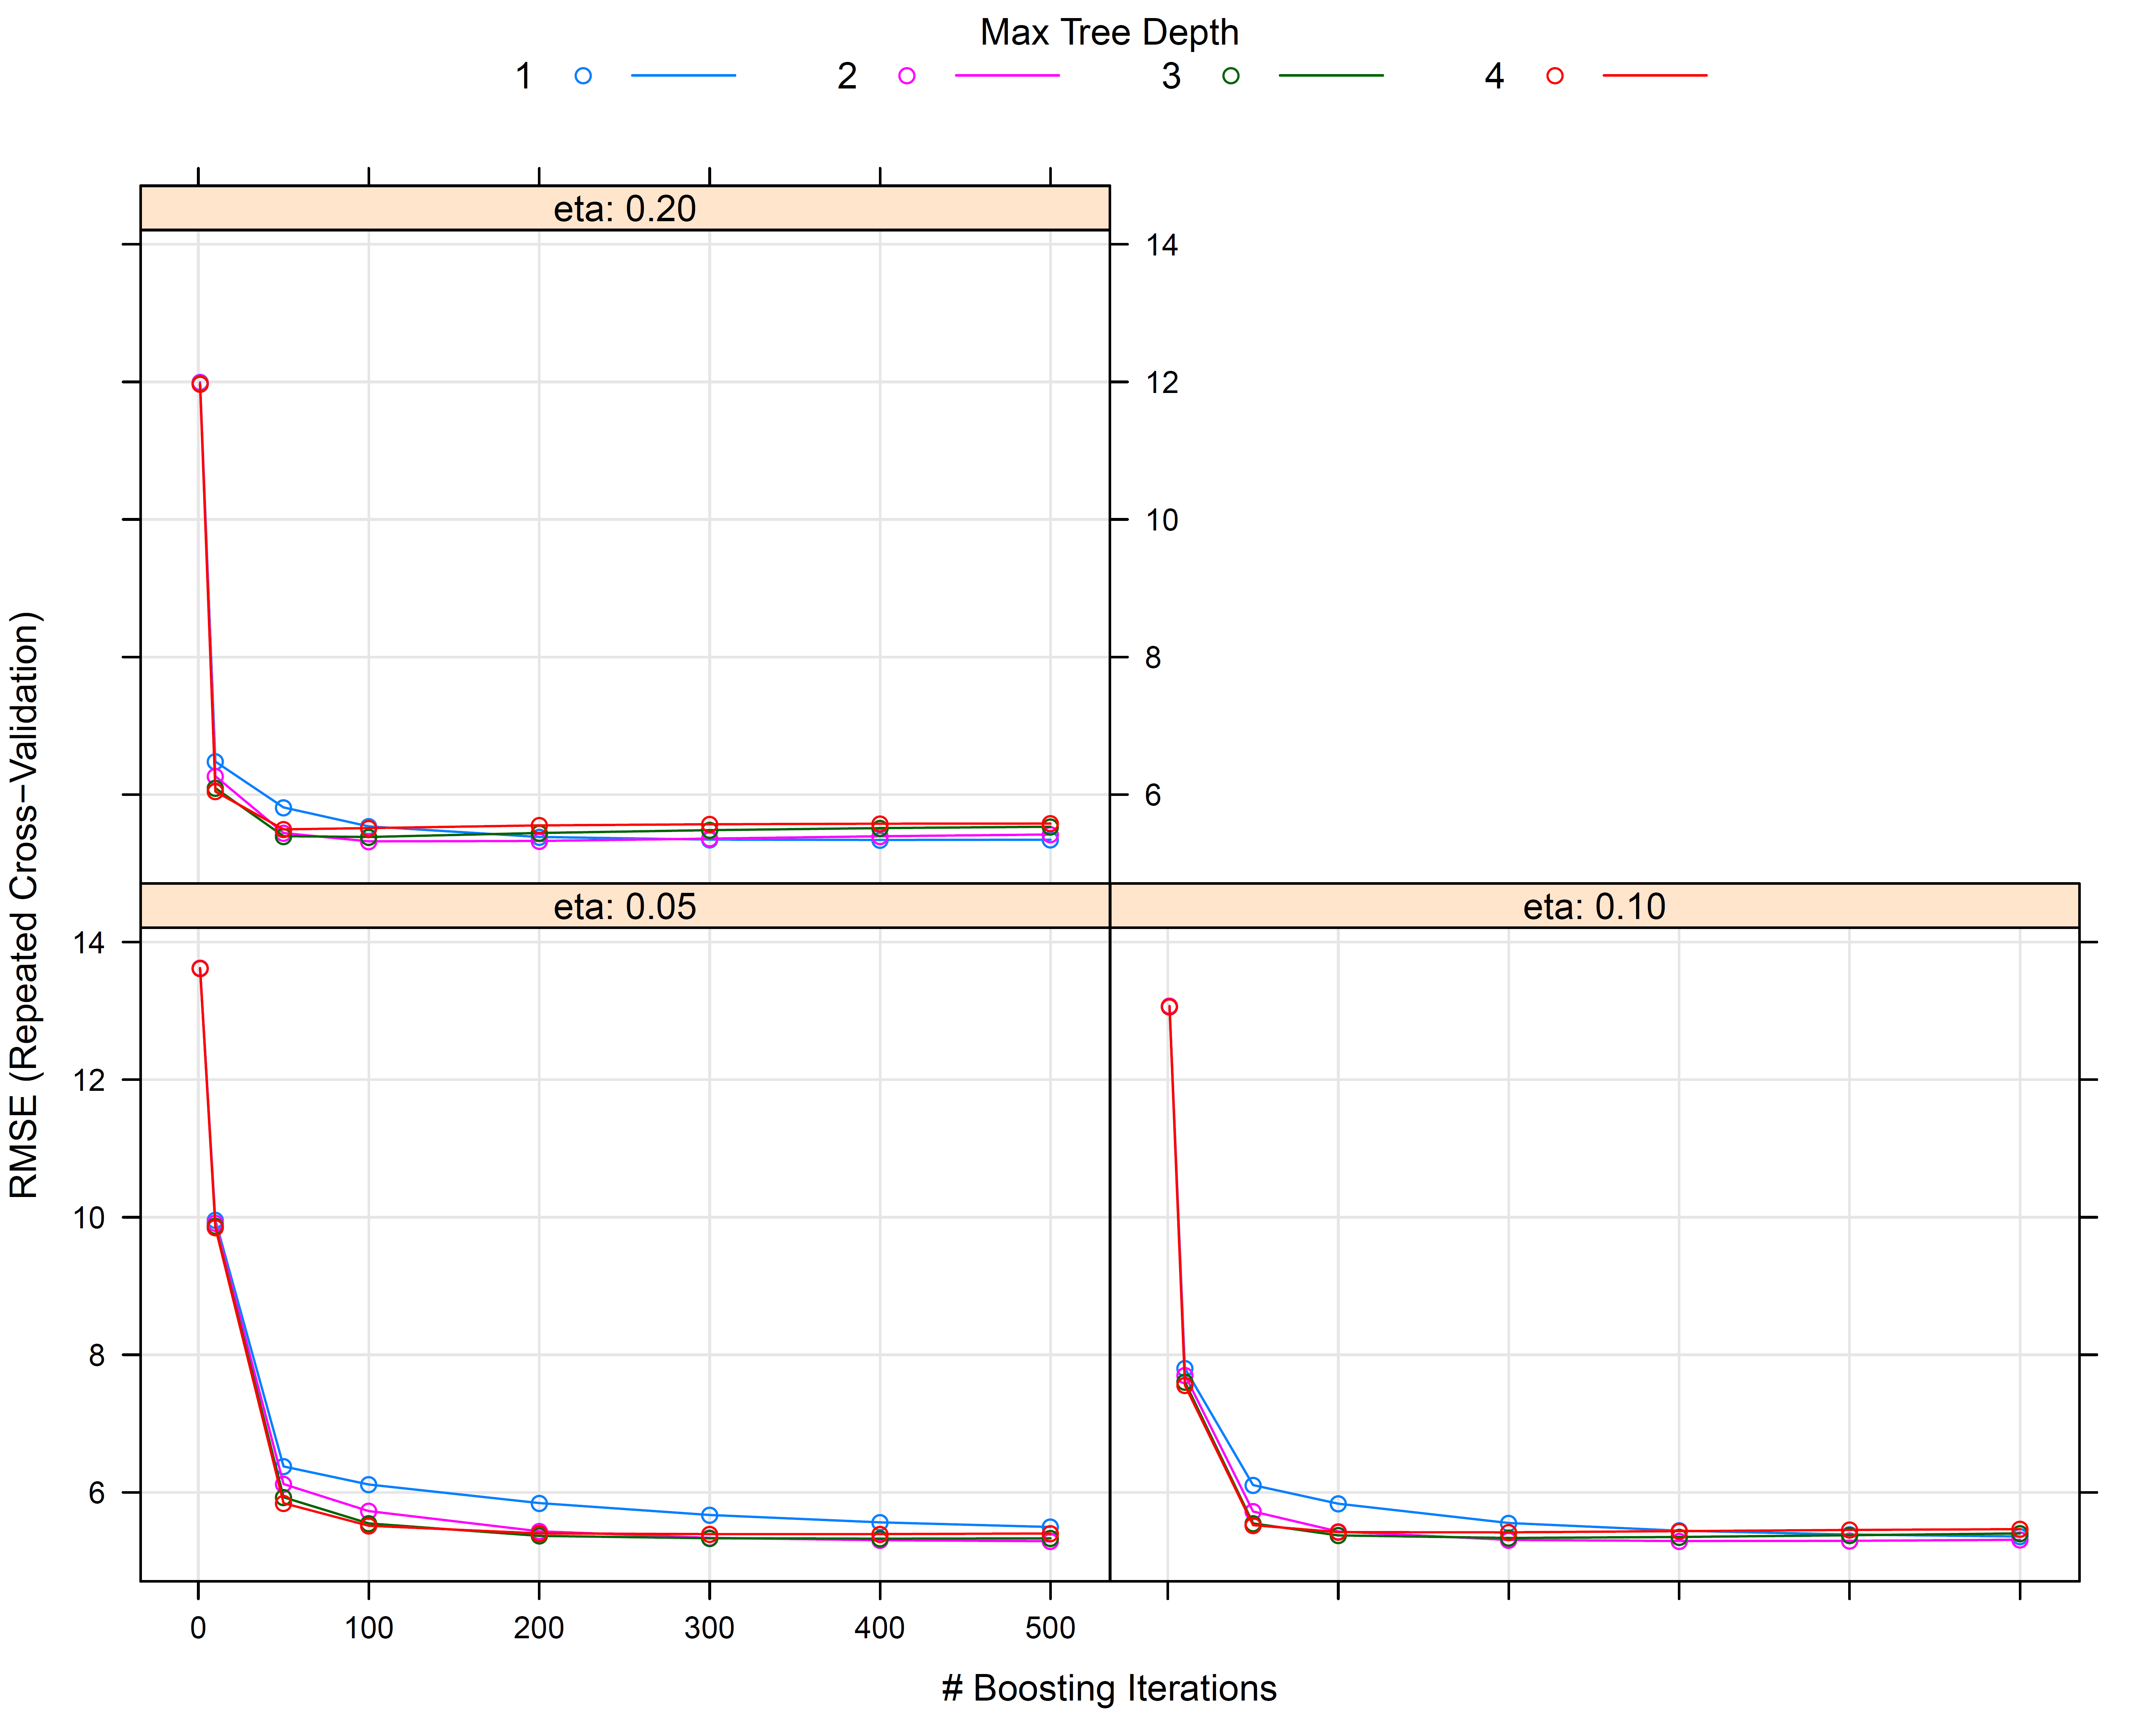 Max Tree Depth
1 2 3 4
eta: 0.20
14
12
10
8
6
RMSE (Repeated Cross−Validation)
eta: 0.05 eta: 0.10
14
12
10
8
6
0 100 200 300 400 500
# Boosting Iterations